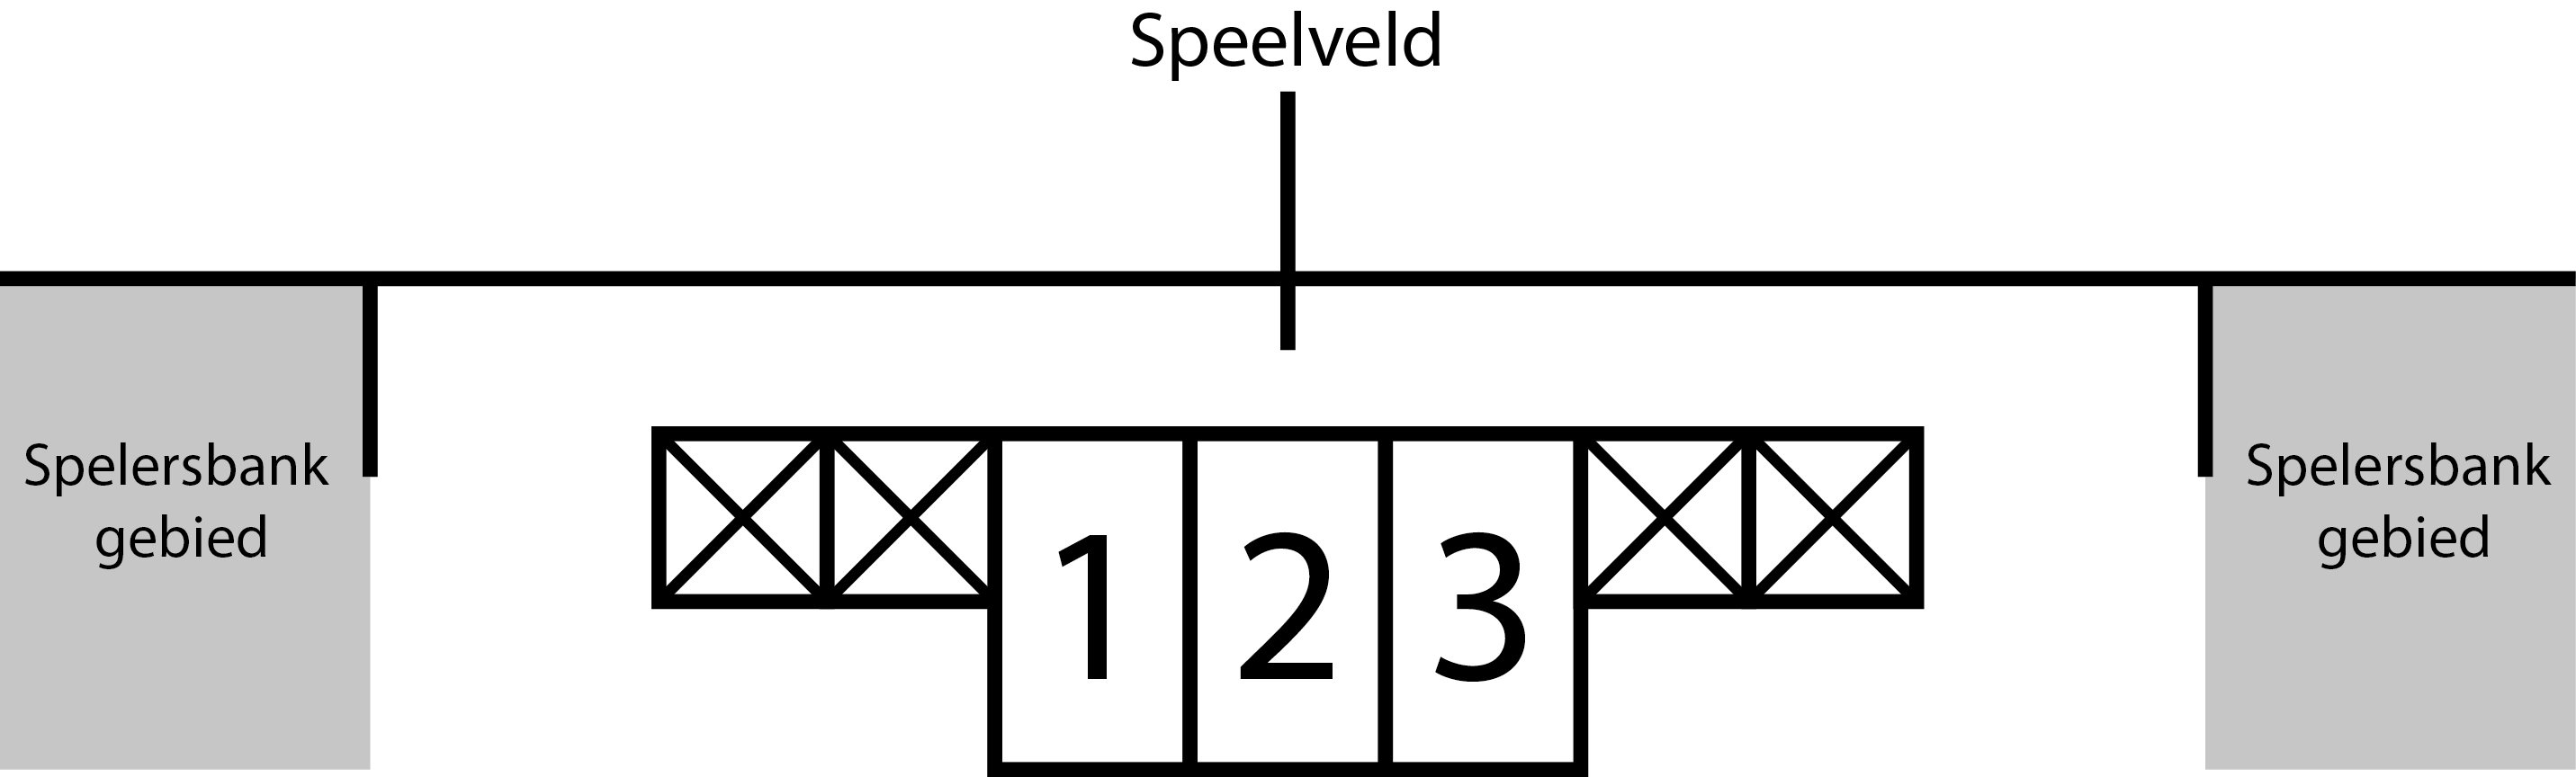 Speelveld
Spelersbank
gebied
1 2 3
Spelersbank
gebied